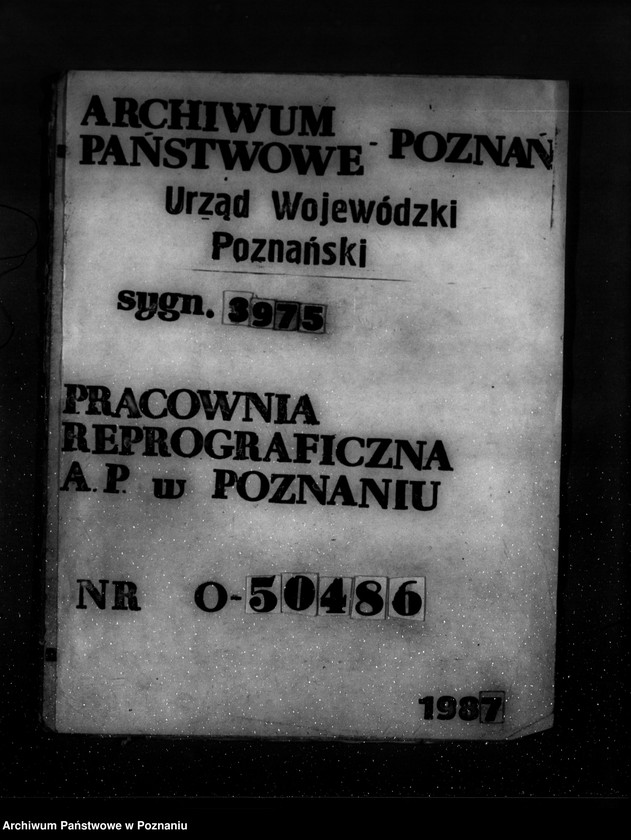 ARCHIWUM
PAŃSTWOWE - POZNAŃ
Urząd Wojewódzki
Poznański
sygn. 3975
PRACOWNIA
REPROGRAFICZNA
A.P. w POZNANIU
NR O-50486
1987
Archiwum Państwowe w Poznaniu